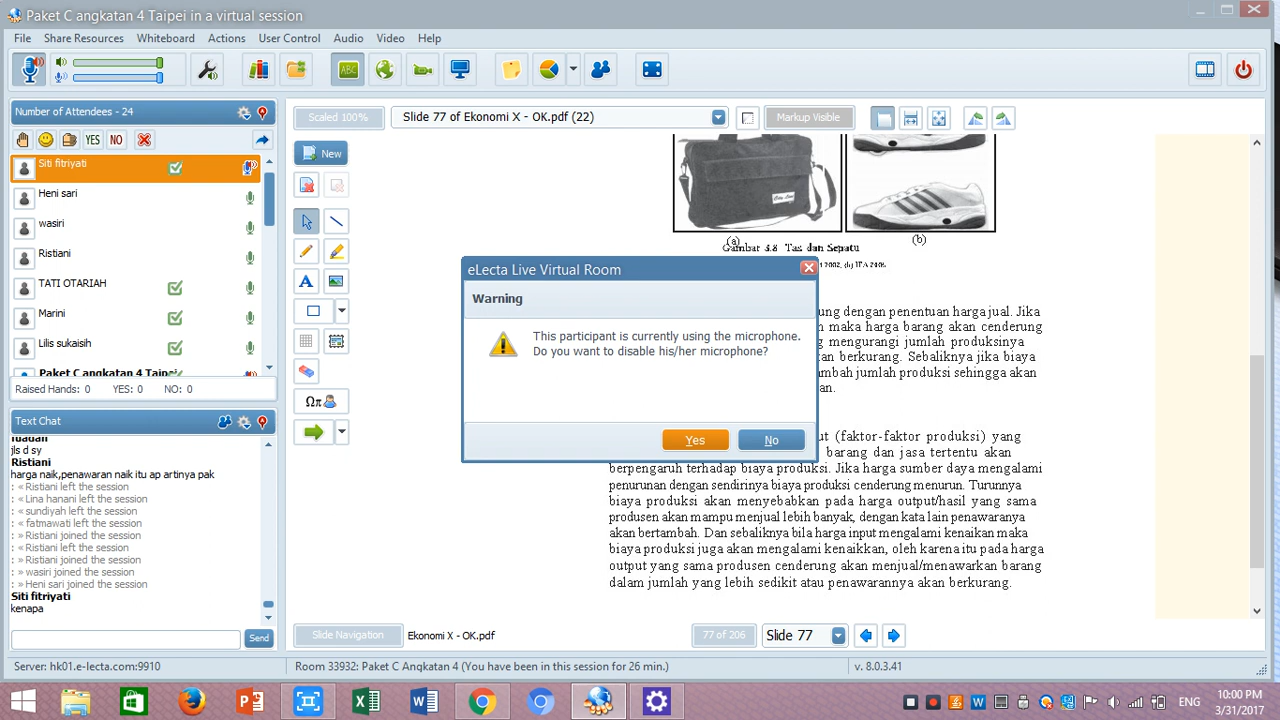 Paket C angkatan 4 Taipei in a virtual session
File Share Resources Whiteboard Actions User Control Audio Video Help
Number of Attendees - 24
YES NO
Siti fitriyati
Heni sari
wasiri
Ristiani
TATI OTARIAH
Marini
Lilis sukaisih
Paket C angkatan 4 Taipei
Raised Hands: 0 YES: 0 NO: 0
Text Chat
jls d sy
Ristiani
harga naik,penawaran naik itu ap artinya pak
: « Ristiani left the session
: « Lina hanani left the session
: « sundiyah left the session
: « fatmawati left the session
: » Ristiani joined the session
: « Ristiani left the session
: » Ristiani joined the session
: » wasiri joined the session
: » Heni sari joined the session
Siti fitriyati
kenapa
Send
Scaled 100%
Slide 77 of Ekonomi X - OK.pdf (22)
Markup Visible
New
ABC
A
Ωπ
(a) (b)
Gambar 3.8 Tas dan Sepatu
eLecta Live Virtual Room
Warning
This participant is currently using the microphone.
Do you want to disable his/her microphone?
Yes No
ung dengan penentuan harga jual. Jika
maka harga barang akan cenderung
g mengurangi jumlah produksinya
an berkurang. Sebaliknya jika biaya
mbah jumlah produksi sehingga akan
an.
ut (faktor-faktor produksi) yang
barang dan jasa tertentu akan
berpengaruh terhadap biaya produksi. Jika harga sumber daya mengalami
penurunan dengan sendirinya biaya produksi cenderung menurun. Turunnya
biaya produksi akan menyebabkan pada harga output/hasil yang sama
produsen akan mampu menjual lebih banyak, dengan kata lain penawaranya
akan bertambah. Dan sebaliknya bila harga input mengalami kenaikan maka
biaya produksi juga akan mengalami kenaikkan, oleh karena itu pada harga
output yang sama produsen cenderung akan menjual/menawarkan barang
dalam jumlah yang lebih sedikit atau penawarannya akan berkurang.
Slide Navigation
Ekonomi X - OK.pdf
77 of 206
Slide 77
Server: hk01.e-lecta.com:9910
Room 33932: Paket C Angkatan 4 (You have been in this session for 26 min.)
v. 8.0.3.41
ENG
10:00 PM
3/31/2017